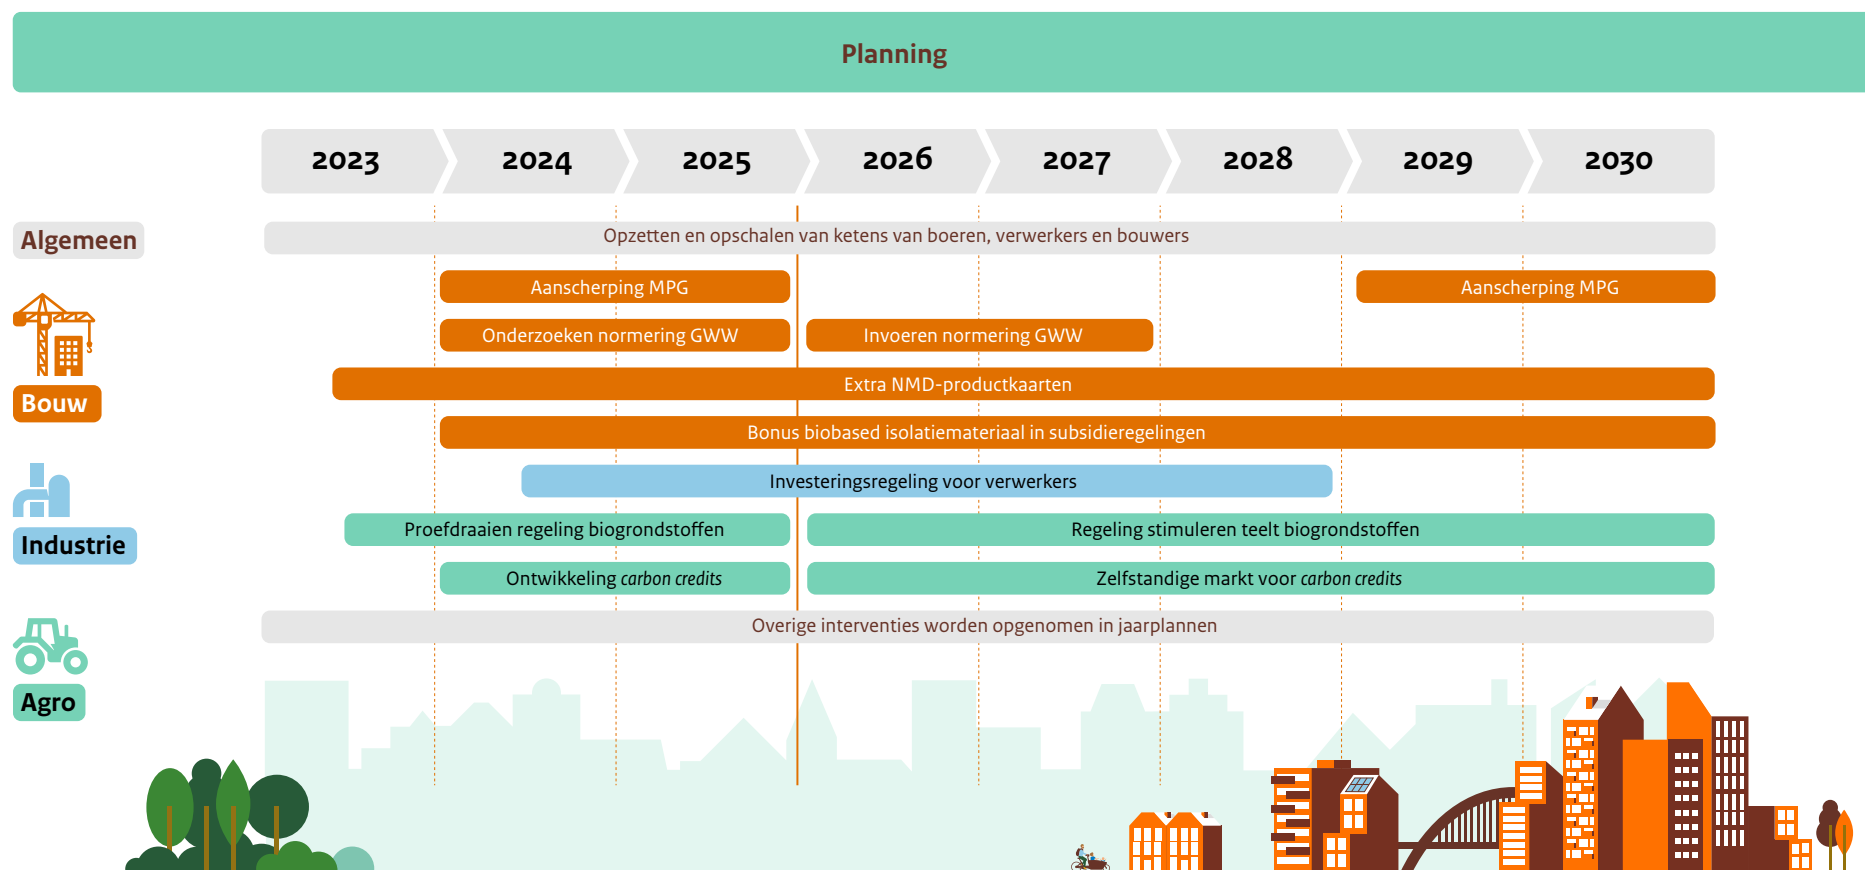 Planning
2023 2024 2025 2026 2027 2028 2029 2030
Algemeen
Opzetten en opschalen van ketens van boeren, verwerkers en bouwers
Aanscherping MPG Aanscherping MPG
Onderzoeken normering GWW Invoeren normering GWW
Extra NMD-productkaarten
Bouw
Bonus biobased isolatiemateriaal in subsidieregelingen
Investeringsregeling voor verwerkers
Proefdraaien regeling biogrondstoffen Regeling stimuleren teelt biogrondstoffen
Industrie
Ontwikkeling carbon credits Zelfstandige markt voor carbon credits
Overige interventies worden opgenomen in jaarplannen
Agro